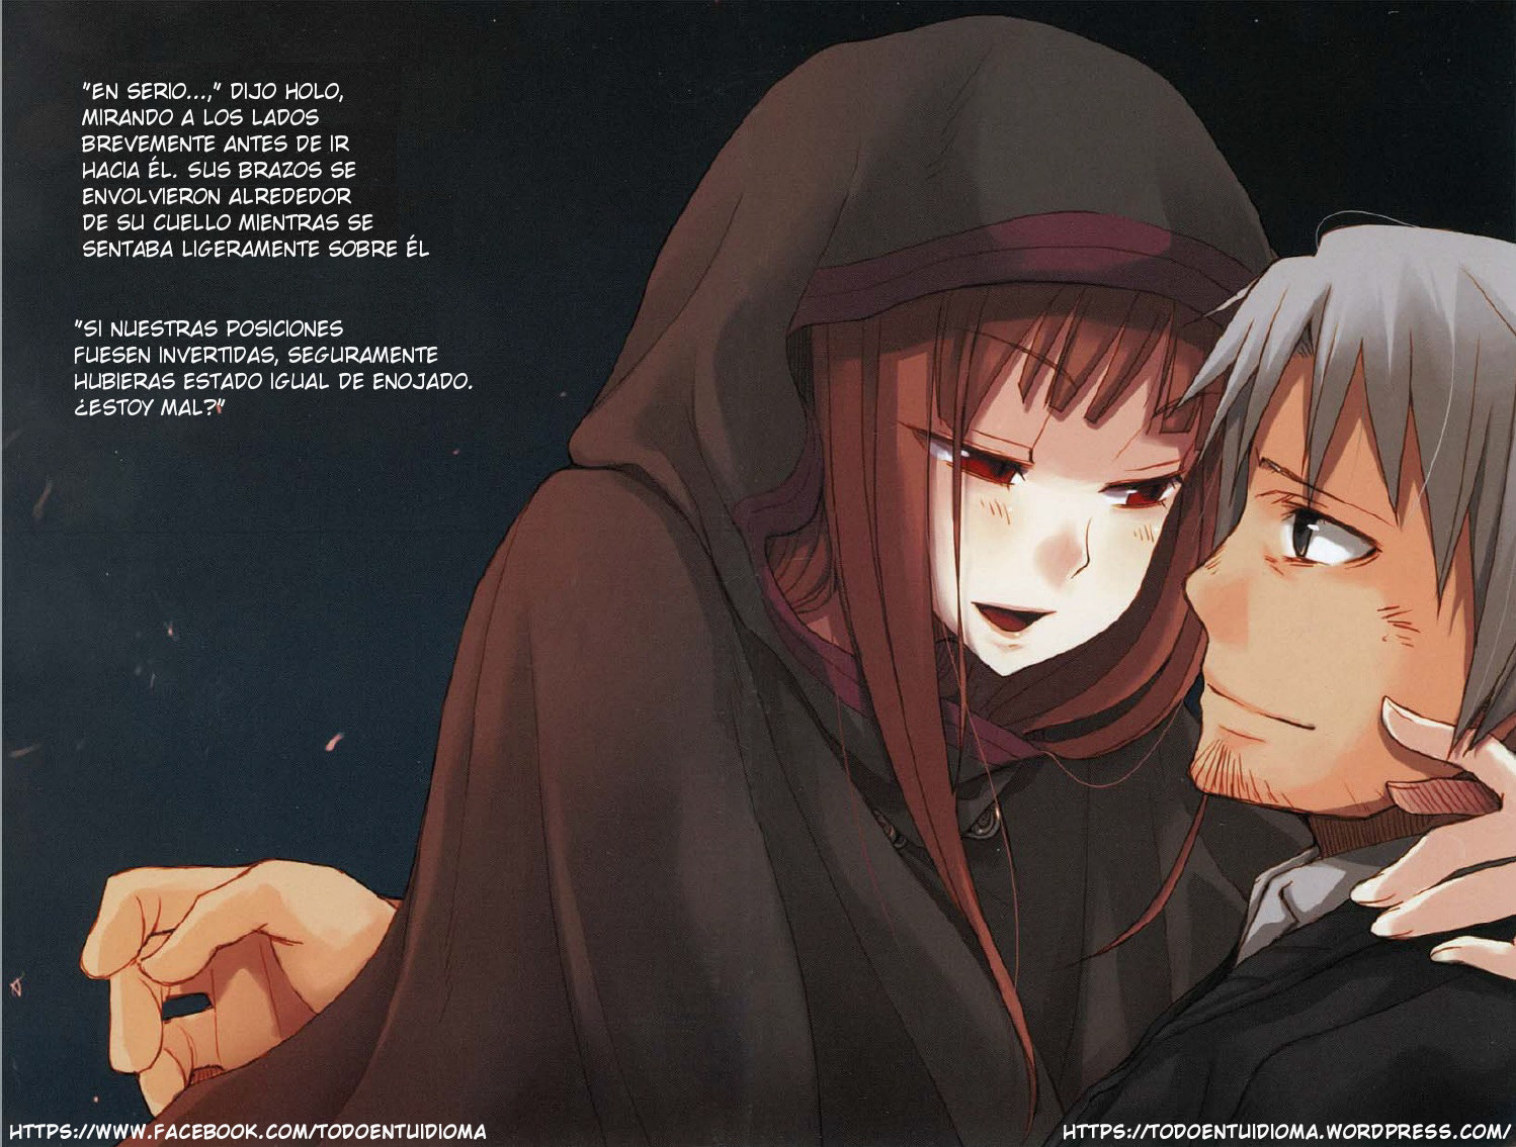 "EN SERIO...," DIJO HOLO,
MIRANDO A LOS LADOS
BREVEMENTE ANTES DE IR
HACIA ÉL. SUS BRAZOS SE
ENVOLVIERON ALREDEDOR
DE SU CUELLO MIENTRAS SE
SENTABA LIGERAMENTE SOBRE ÉL
"SI NUESTRAS POSICIONES
FUESEN INVERTIDAS, SEGURAMENTE
HUBIERAS ESTADO IGUAL DE ENOJADO.
¿ESTOY MAL?"
HTTPS://WWW.FACEBOOK.COM/TODOENTUIDIOMA
HTTPS://TODOENTUIDIOMA.WORDPRESS.COM/